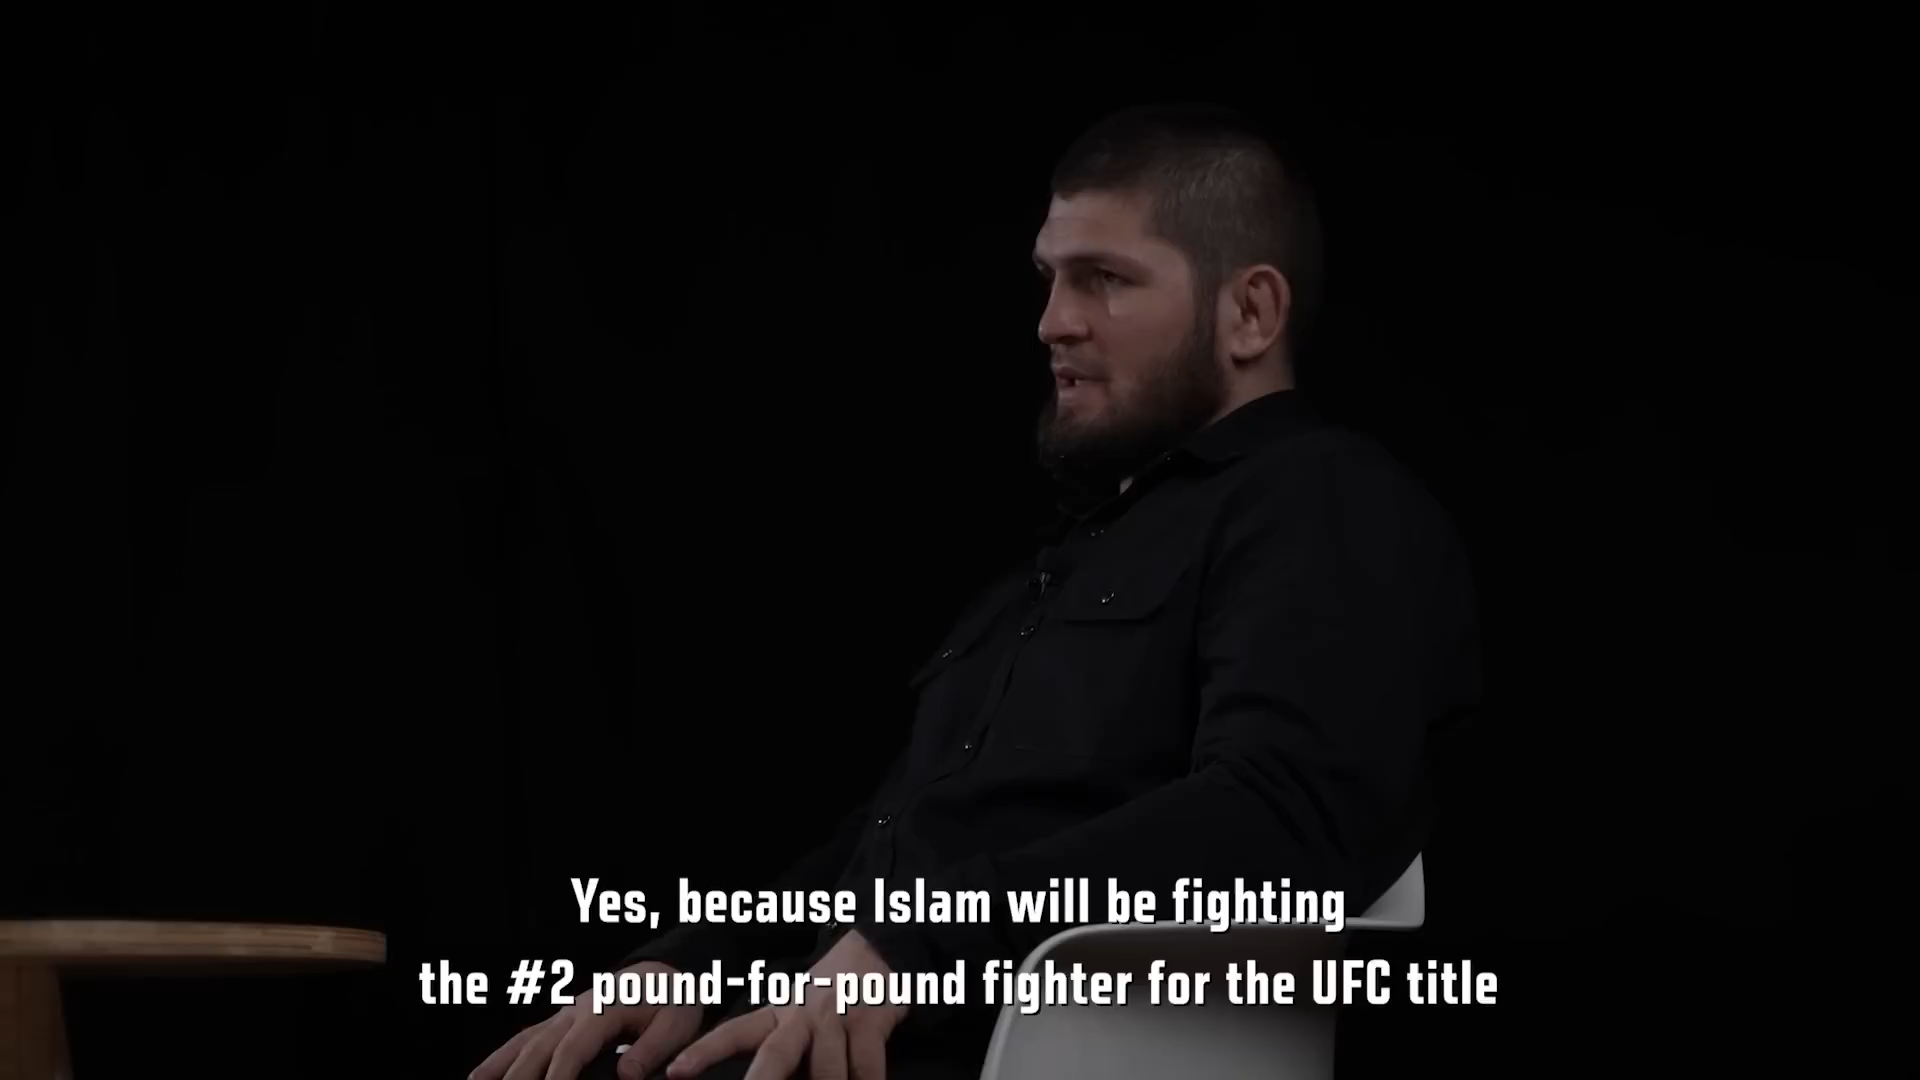 Yes, because Islam will be fighting
the #2 pound-for-pound fighter for the UFC title